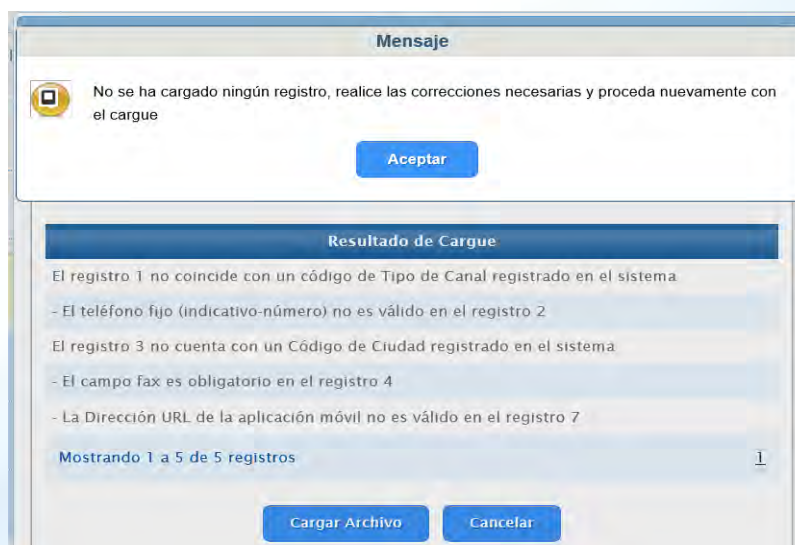 Mensaje
No se ha cargado ningún registro, realice las correcciones necesarias y proceda nuevamente con
el cargue
Aceptar
Resultado de Cargue
El registro 1 no coincide con un código de Tipo de Canal registrado en el sistema
- El teléfono fijo (indicativo-número) no es válido en el registro 2
El registro 3 no cuenta con un Código de Ciudad registrado en el sistema
- El campo fax es obligatorio en el registro 4
- La Dirección URL de la aplicación móvil no es válido en el registro 7
Mostrando 1 a 5 de 5 registros 1
Cargar Archivo Cancelar